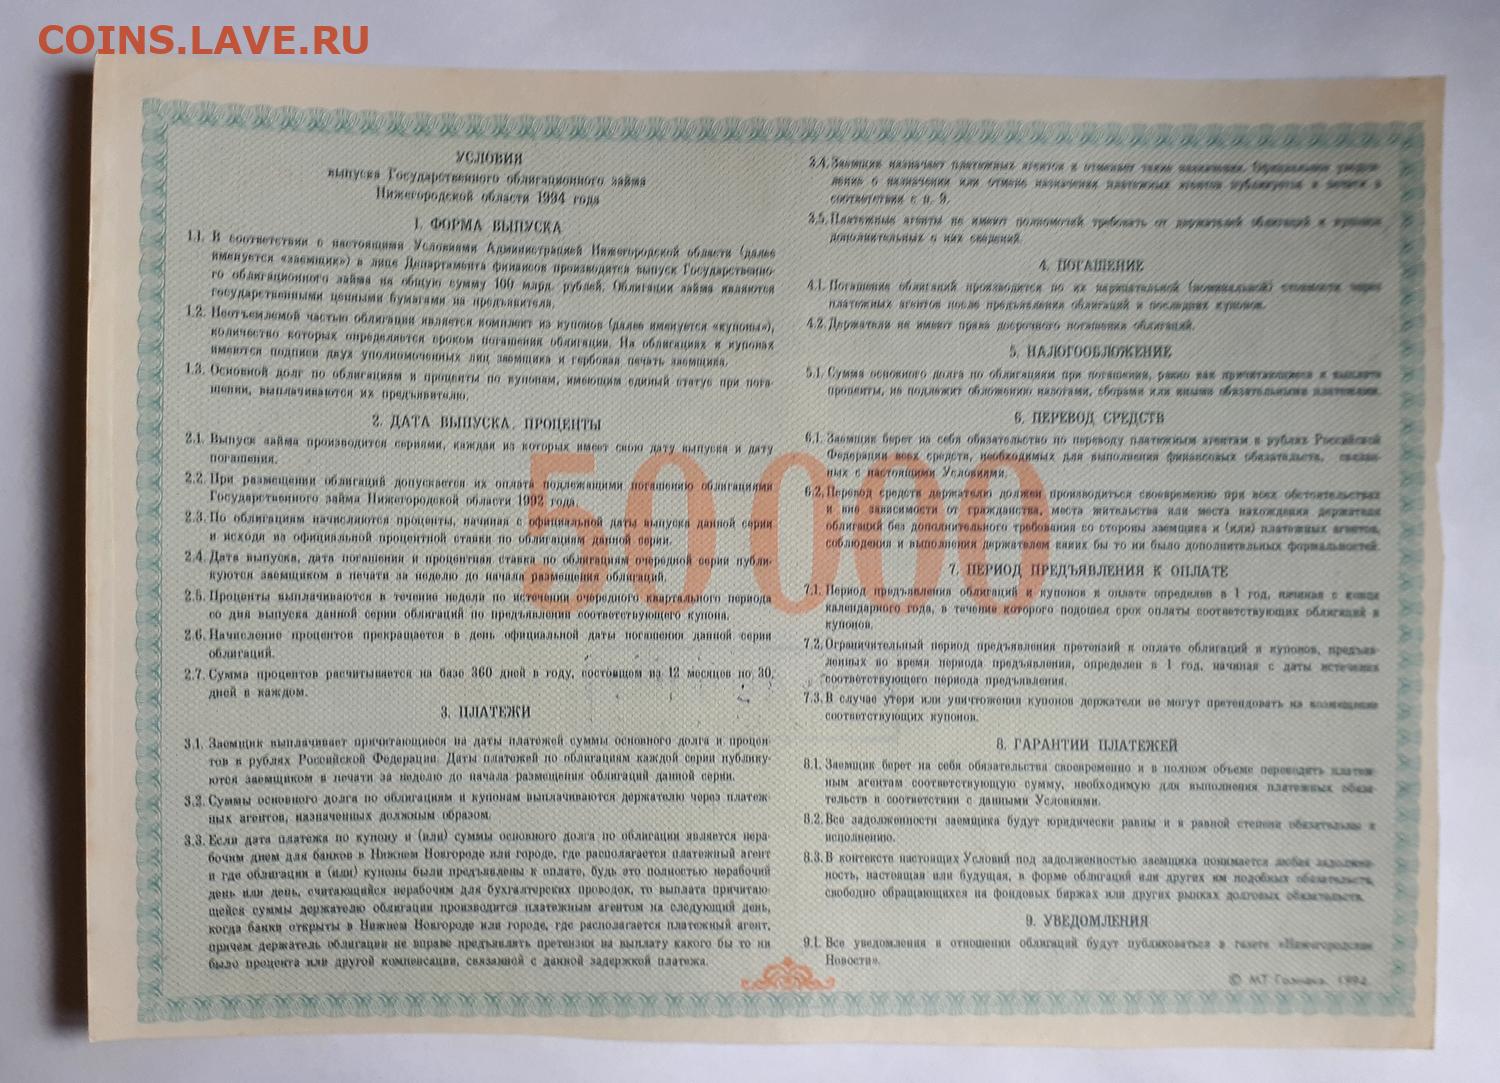 COINS.LAVE.RU
УСЛОВИЯ
выпуска Государственного облигационного займа
Нижегородской области 1994 года
1. ФОРМА ВЫПУСКА
1.1. В соответствии с настоящими Условиями Администрацией Нижегородской области (далее
именуется «заемщик») в лице Департамента финансов производится выпуск Государственно-
го облигационного займа на общую сумму 100 млрд. рублей. Облигации займа являются
государственными ценными бумагами на предъявителя.
1.2. Неотъемлемой частью облигации является комплект из купонов (далее именуется «купоны»),
количество которых определяется сроком погашения облигации. На облигациях и купонах
имеются подписи двух уполномоченных лиц заемщика и гербовая печать заемщика.
1.3. Основной долг по облигациям и проценты по купонам, имеющим единый статус при пога-
шении, выплачиваются их предъявителю.
2. ДАТА ВЫПУСКА. ПРОЦЕНТЫ
2.1. Выпуск займа производится сериями, каждая из которых имеет свою дату выпуска и дату
погашения.
2.2. При размещении облигаций допускается их оплата подлежащими погашению облигациями
Государственного займа Нижегородской области 1992 года.
2.3. По облигациям начисляются проценты, начиная с официальной даты выпуска данной серии
и исходя из официальной процентной ставки по облигациям данной серии.
2.4. Дата выпуска, дата погашения и процентная ставка по облигациям очередной серии публи-
куются заемщиком в печати за неделю до начала размещения облигаций.
2.5. Проценты выплачиваются в течение недели по истечении очередного квартального периода
со дня выпуска данной серии облигаций по предъявлении соответствующего купона.
2.6. Начисление процентов прекращается в день официальной даты погашения данной серии
облигаций.
2.7. Сумма процентов расчитывается на базе 360 дней в году, состоящем из 12 месяцев по 30
дней в каждом.
3. ПЛАТЕЖИ
3.1. Заемщик выплачивает причитающиеся на даты платежей суммы основного долга и процен-
тов в рублях Российской Федерации. Даты платежей по облигациям каждой серии публику-
ются заемщиком в печати за неделю до начала размещения облигаций данной серии.
3.2. Суммы основного долга по облигациям и купонам выплачиваются держателю через платеж-
ных агентов, назначенных должным образом.
3.3. Если дата платежа по купону и (или) суммы основного долга по облигации является нера-
бочим днем для банков в Нижнем Новгороде или городе, где располагается платежный агент
и где облигации и (или) купоны были предъявлены к оплате, будь это полностью нерабочий
день или день, считающийся нерабочим для бухгалтерских проводок, то выплата причитаю-
щейся суммы держателю облигации производится платежным агентом на следующий день,
когда банки открыты в Нижнем Новгороде или городе, где располагается платежный агент,
причем держатель облигации не вправе предъявлять претензии на выплату какого бы то ни
было процента или другой компенсации, связанной с данной задержкой платежа.
3.4. Заемщик назначает платежных агентов и отменяет такие назначения. Официальное уведом-
ление о назначении или отмене назначения платежных агентов публикуется в печати в
соответствии с п. 9.
3.5. Платежные агенты не имеют полномочий требовать от держателей облигаций и купонов
дополнительных о них сведений.
4. ПОГАШЕНИЕ
4.1. Погашение облигаций производится по их нарицательной (номинальной) стоимости через
платежных агентов после предъявления облигаций и последних купонов.
4.2. Держатели не имеют права досрочного погашения облигаций.
5. НАЛОГООБЛОЖЕНИЕ
5.1. Сумма основного долга по облигациям при погашении, равно как причитающиеся к выплате
проценты, не подлежит обложению налогами, сборами или иными обязательными платежами.
6. ПЕРЕВОД СРЕДСТВ
6.1. Заемщик берет на себя обязательство по переводу платежным агентам в рублях Российской
Федерации всех средств, необходимых для выполнения финансовых обязательств, связан-
ных с настоящими Условиями.
6.2. Перевод средств держателю должен производиться своевременно при всех обстоятельствах
и вне зависимости от гражданства, места жительства или места нахождения держателя
облигаций без дополнительного требования со стороны заемщика и (или) платежных агентов,
соблюдения и выполнения держателем каких бы то ни было дополнительных формальностей.
7. ПЕРИОД ПРЕДЪЯВЛЕНИЯ К ОПЛАТЕ
7.1. Период предъявления облигаций и купонов к оплате определен в 1 год, начиная с конца
календарного года, в течение которого подошел срок оплаты соответствующих облигаций и
купонов.
7.2. Ограничительный период предъявления претензий к оплате облигаций и купонов, предъяв-
ленных во время периода предъявления, определен в 1 год, начиная с даты истечения
соответствующего периода предъявления.
7.3. В случае утери или уничтожения купонов держатели не могут претендовать на возмещение
соответствующих купонов.
8. ГАРАНТИИ ПЛАТЕЖЕЙ
8.1. Заемщик берет на себя обязательства своевременно и в полном объеме переводить платеж-
ным агентам соответствующую сумму, необходимую для выполнения платежных обяза-
тельств в соответствии с данными Условиями.
8.2. Все задолженности заемщика будут юридически равны и в равной степени обязательны к
исполнению.
8.3. В контексте настоящих Условий под задолженностью заемщика понимается любая задолжен-
ность, настоящая или будущая, в форме облигаций или других им подобных обязательств,
свободно обращающихся на фондовых биржах или других рынках долговых обязательств.
9. УВЕДОМЛЕНИЯ
9.1. Все уведомления в отношении облигаций будут публиковаться в газете «Нижегородские
Новости».
50 000
© МТ Гознака. 1994.